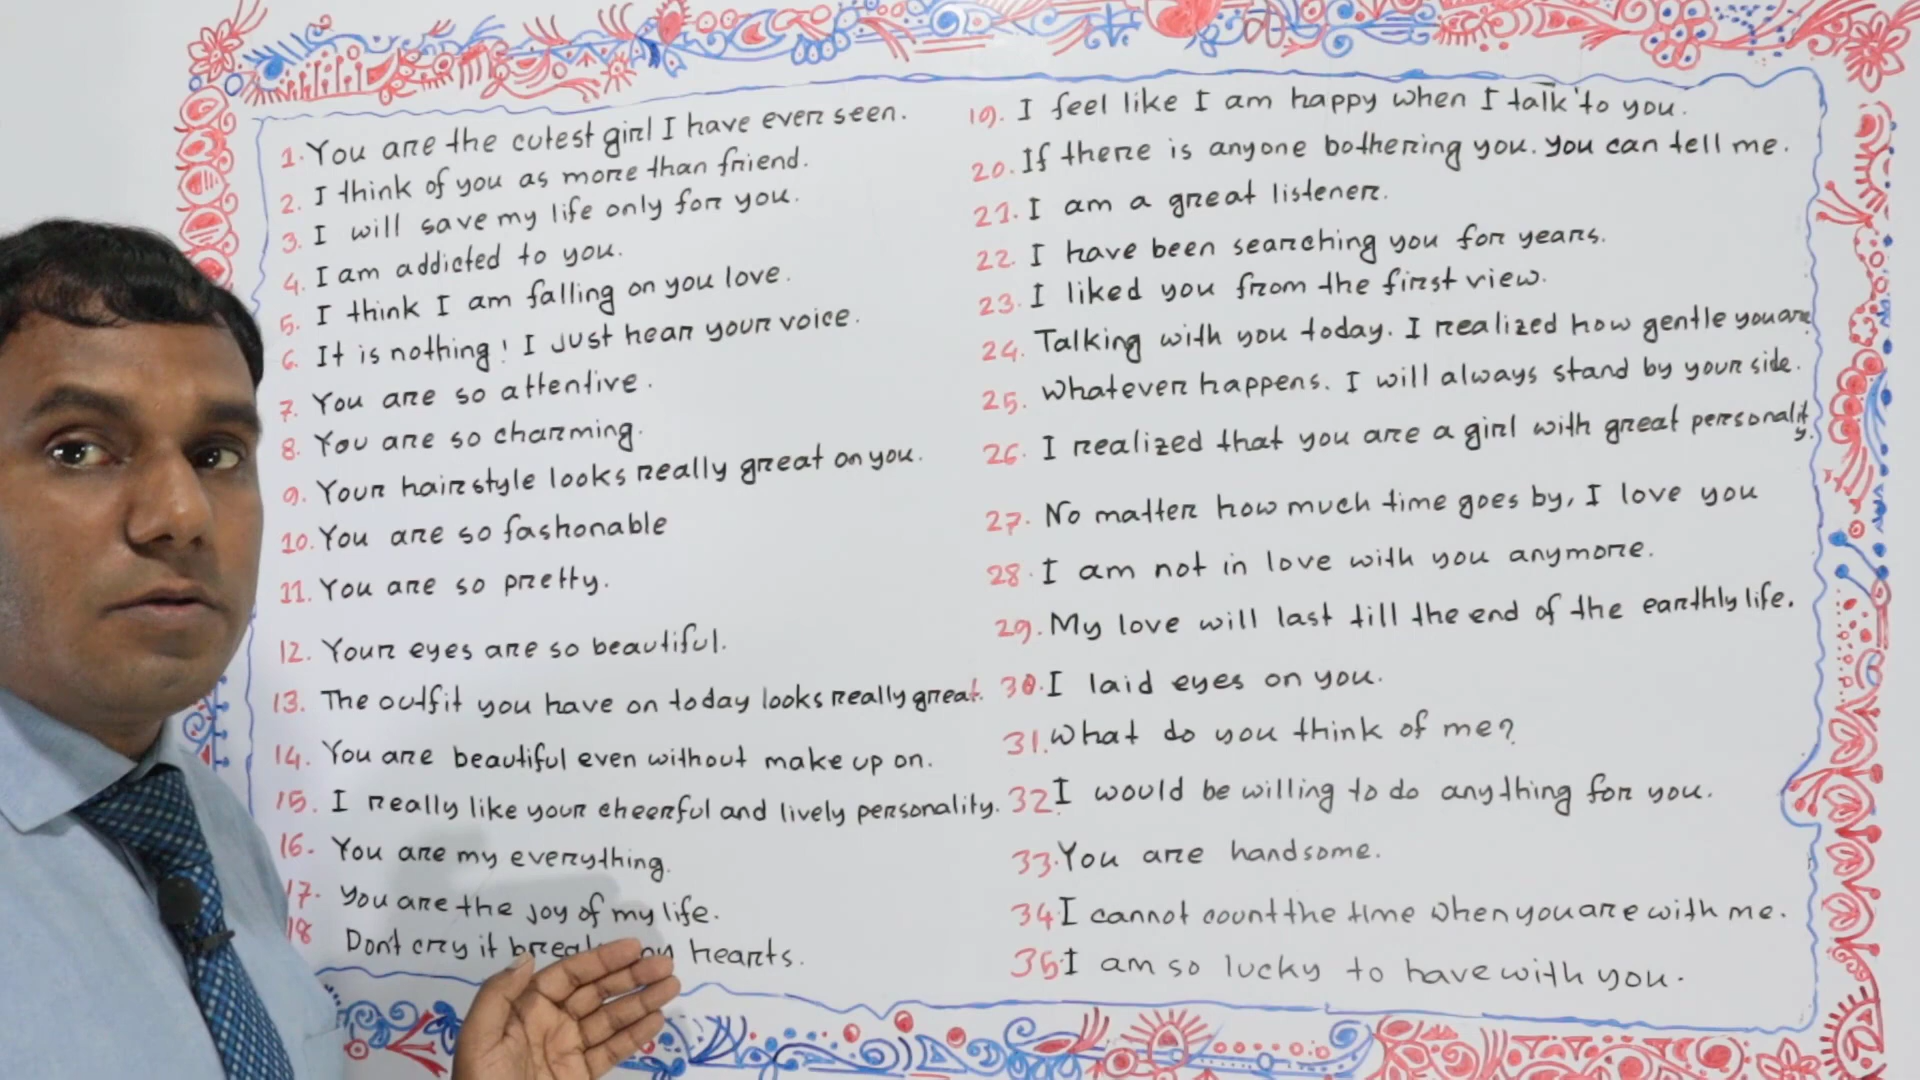 1. You are the cutest girl I have ever seen.
2. I think of you as more than friend.
3. I will save my life only for you.
4. I am addicted to you.
5. I think I am falling on you love.
6. It is nothing! I just hear your voice.
7. You are so attentive.
8. You are so charming.
9. Your hairstyle looks really great on you.
10. You are so fashonable
11. You are so pretty.
12. Your eyes are so beautiful.
13. The outfit you have on today looks really great.
14. You are beautiful even without make up on.
15. I really like your cheerful and lively personality.
16. You are my everything.
17. You are the joy of my life.
18 Don't cry it hearts.
19. I feel like I am happy when I talk to you.
20. If there is anyone bothering you. you can tell me.
21. I am a great listener.
22. I have been searching you for years.
23. I liked you from the first view.
24. Talking with you today. I realized how gentle you are.
25. Whatever happens. I will always stand by your side.
26. I realized that you are a girl with great personality.
27. No matter how much time goes by, I love you
28. I am not in love with you anymore.
29. My love will last till the end of the earthly life.
30. I laid eyes on you.
31. What do you think of me?
32. I would be willing to do anything for you.
33. You are handsome.
34 I cannot count the time when you are with me.
35 I am so lucky to have with you.